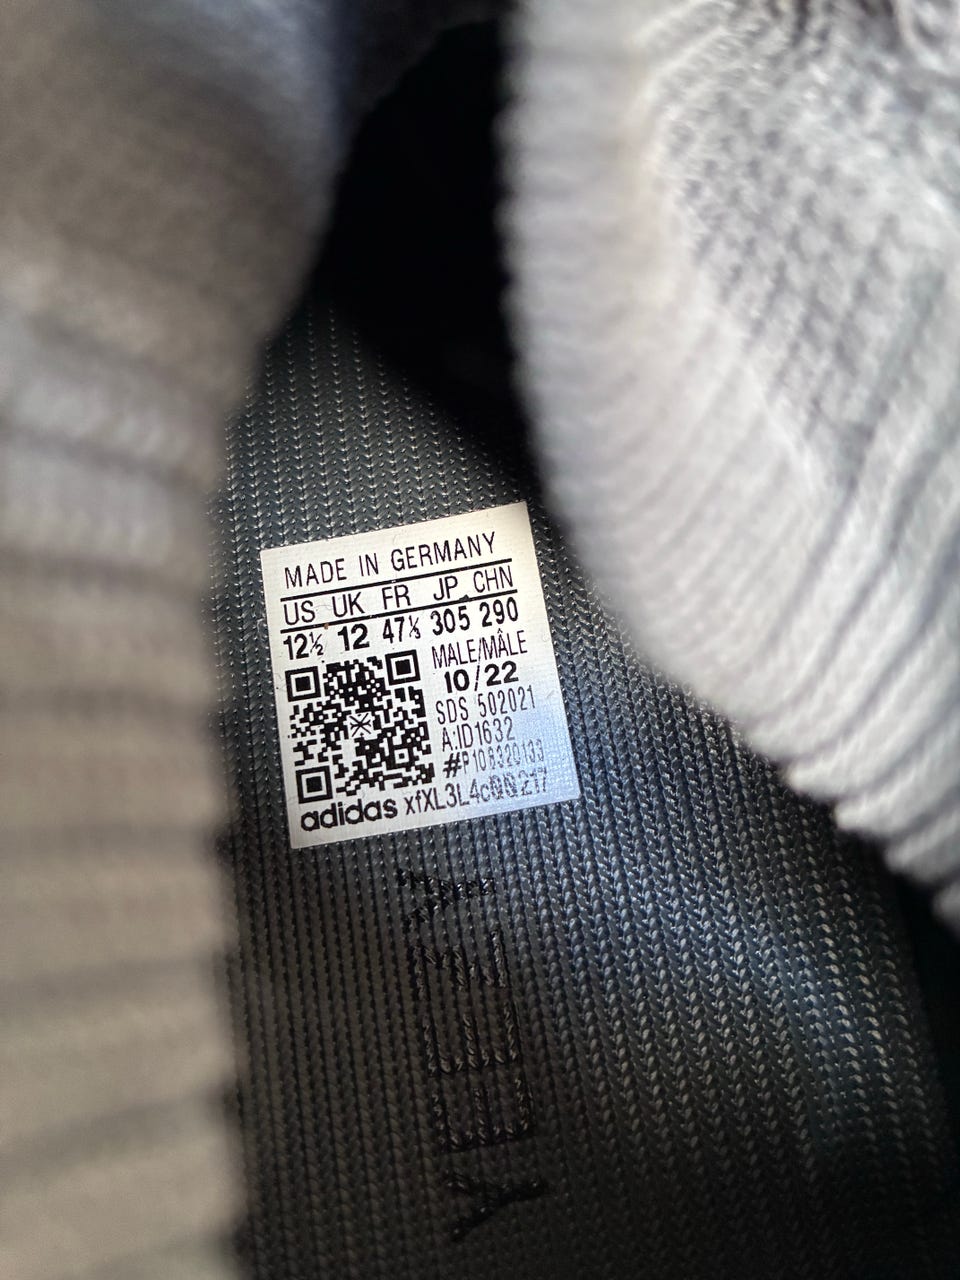 MADE IN GERMANY
US UK FR JP CHN
12½ 12 47⅓ 305 290
MALE/MÂLE
10/22
SDS 502021
A:ID1632
adidas